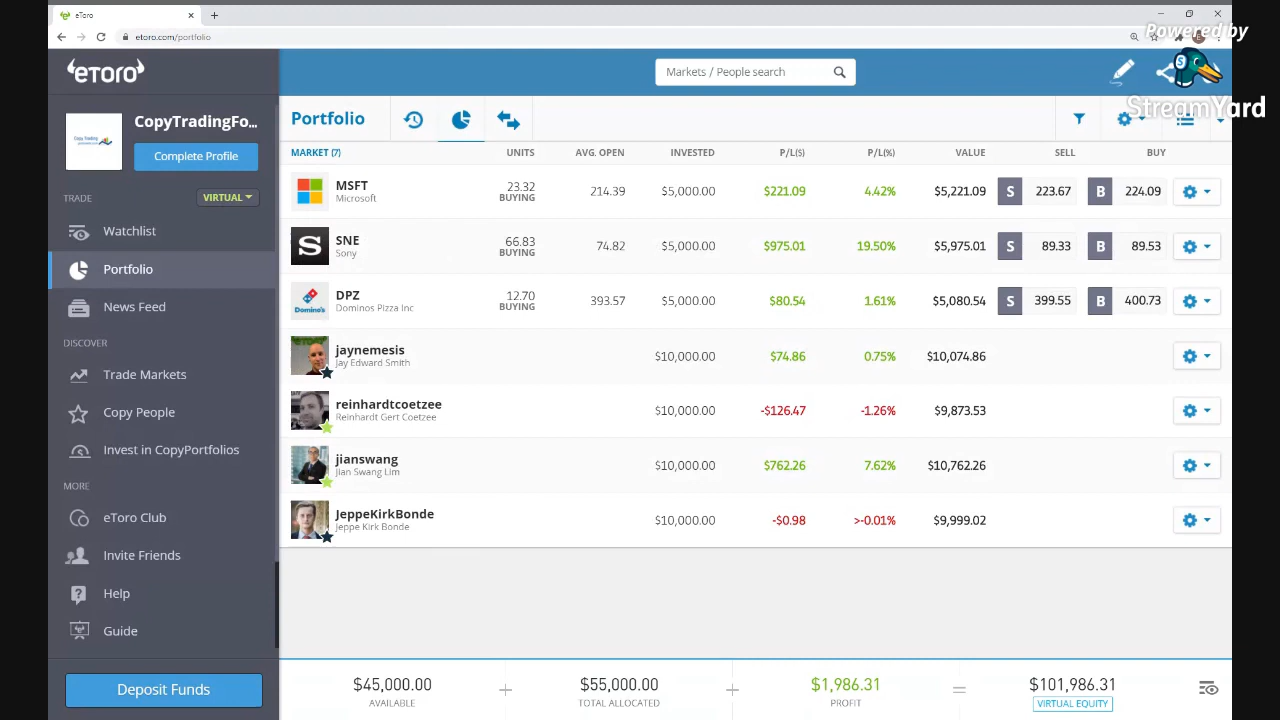 eToro
etoro.com/portfolio
Powered by
StreamYard
eToro
Markets / People search
CopyTradingFo...
Complete Profile
TRADE
VIRTUAL
Watchlist
Portfolio
News Feed
DISCOVER
Trade Markets
Copy People
Invest in CopyPortfolios
MORE
eToro Club
Invite Friends
Help
Guide
Deposit Funds
Portfolio
MARKET (7) UNITS AVG. OPEN INVESTED P/L($) P/L(%) VALUE SELL BUY
MSFT 23.32 214.39 $5,000.00 $221.09 4.42% $5,221.09 S 223.67 B 224.09
Microsoft BUYING
SNE 66.83 74.82 $5,000.00 $975.01 19.50% $5,975.01 S 89.33 B 89.53
Sony BUYING
DPZ 12.70 393.57 $5,000.00 $80.54 1.61% $5,080.54 S 399.55 B 400.73
Dominos Pizza Inc BUYING
jaynemesis $10,000.00 $74.86 0.75% $10,074.86
Jay Edward Smith
reinhardtcoetzee $10,000.00 -$126.47 -1.26% $9,873.53
Reinhardt Gert Coetzee
jianswang $10,000.00 $762.26 7.62% $10,762.26
Jian Swang Lim
JeppeKirkBonde $10,000.00 -$0.98 >-0.01% $9,999.02
Jeppe Kirk Bonde
$45,000.00 + $55,000.00 + $1,986.31 = $101,986.31
AVAILABLE TOTAL ALLOCATED PROFIT VIRTUAL EQUITY